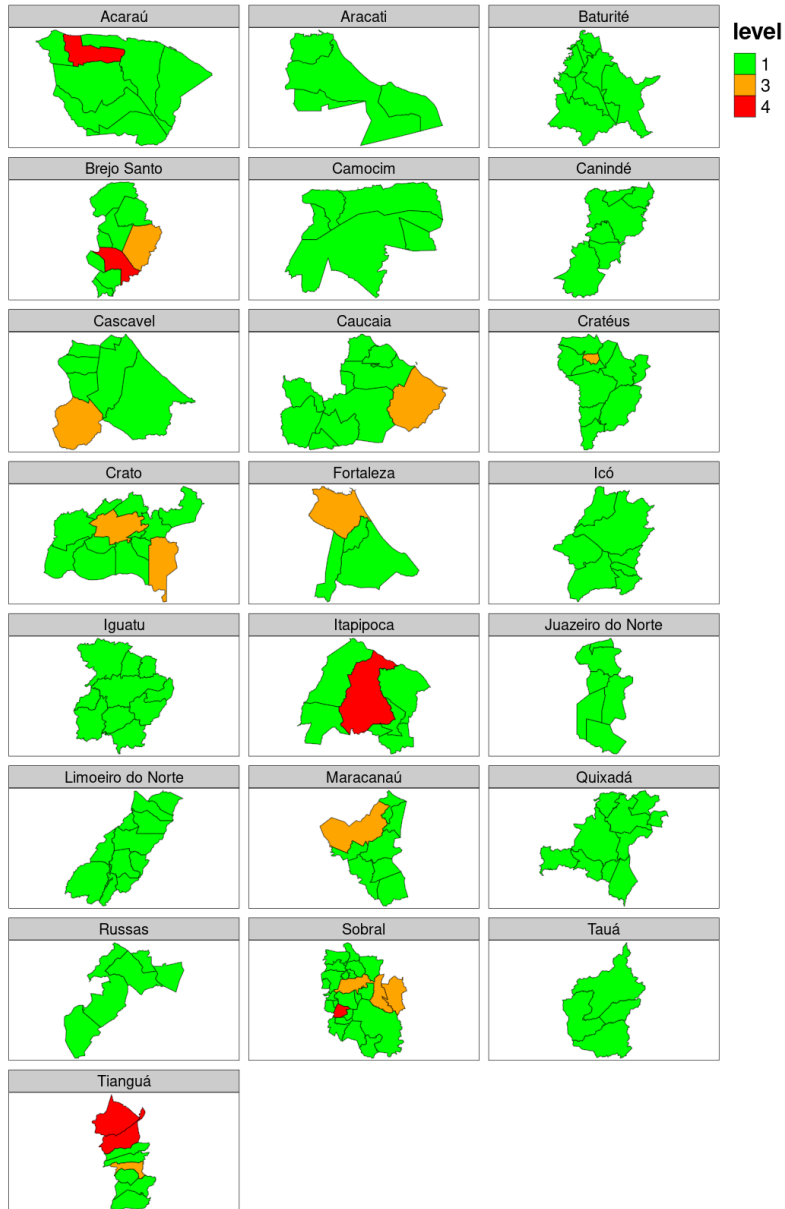 Acaraú
Aracati
Baturité
level
1
3
4
Brejo Santo
Camocim
Canindé
Cascavel
Caucaia
Cratéus
Crato
Fortaleza
Icó
Iguatu
Itapipoca
Juazeiro do Norte
Limoeiro do Norte
Maracanaú
Quixadá
Russas
Sobral
Tauá
Tianguá